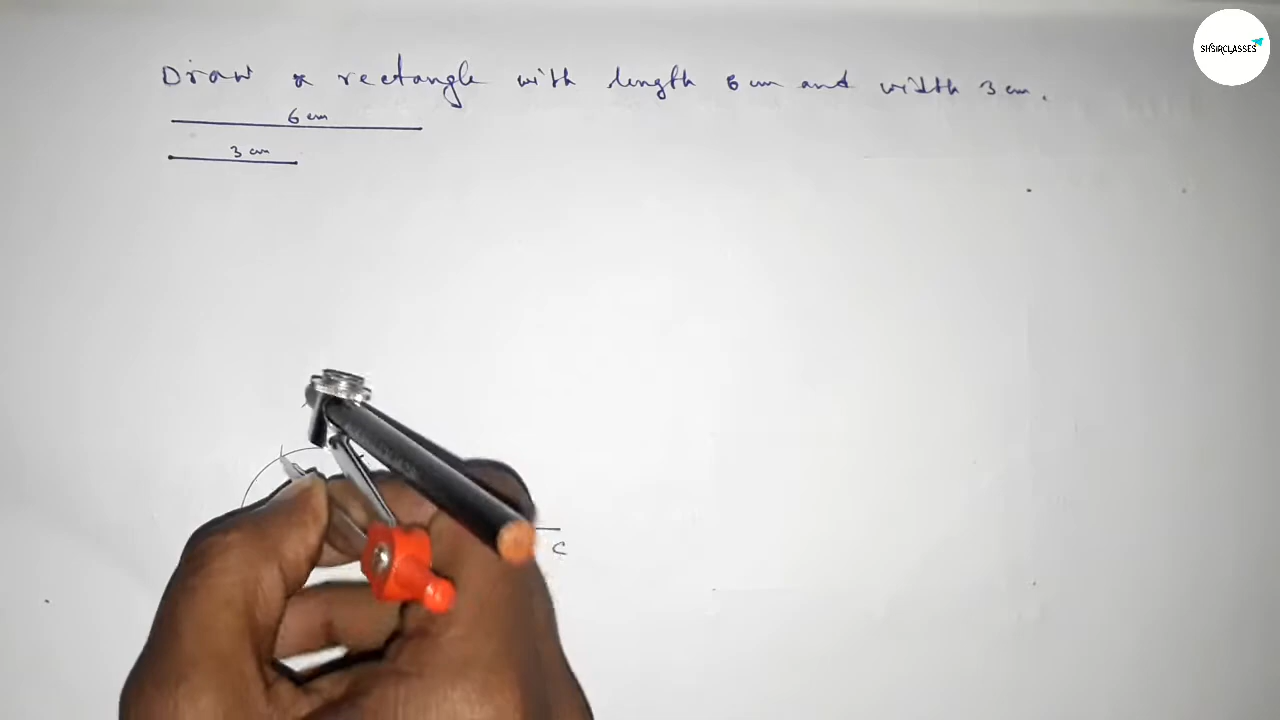 Draw a rectangle with length 6 cm and width 3 cm.
6 cm
3 cm
C
SHSIRCLASSES